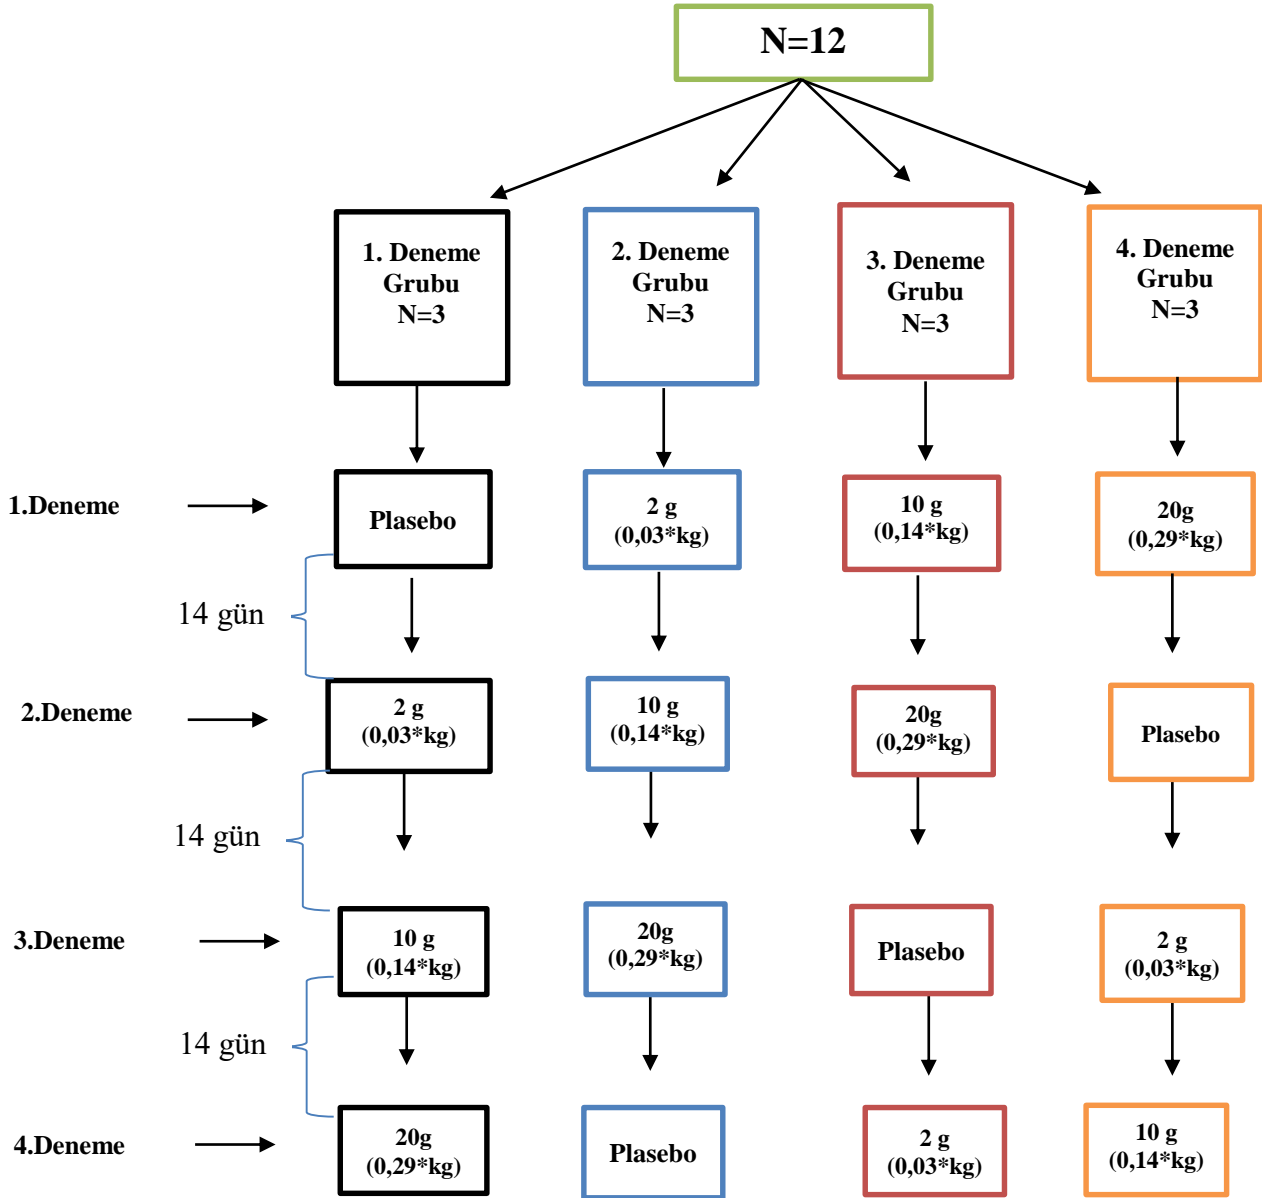 N=12
1. Deneme
Grubu
N=3
2. Deneme
Grubu
N=3
3. Deneme
Grubu
N=3
4. Deneme
Grubu
N=3
1.Deneme
Plasebo
2 g
(0,03*kg)
10 g
(0,14*kg)
20g
(0,29*kg)
14 gün
2.Deneme
2 g
(0,03*kg)
10 g
(0,14*kg)
20g
(0,29*kg)
Plasebo
14 gün
3.Deneme
10 g
(0,14*kg)
20g
(0,29*kg)
Plasebo
2 g
(0,03*kg)
14 gün
4.Deneme
20g
(0,29*kg)
Plasebo
2 g
(0,03*kg)
10 g
(0,14*kg)